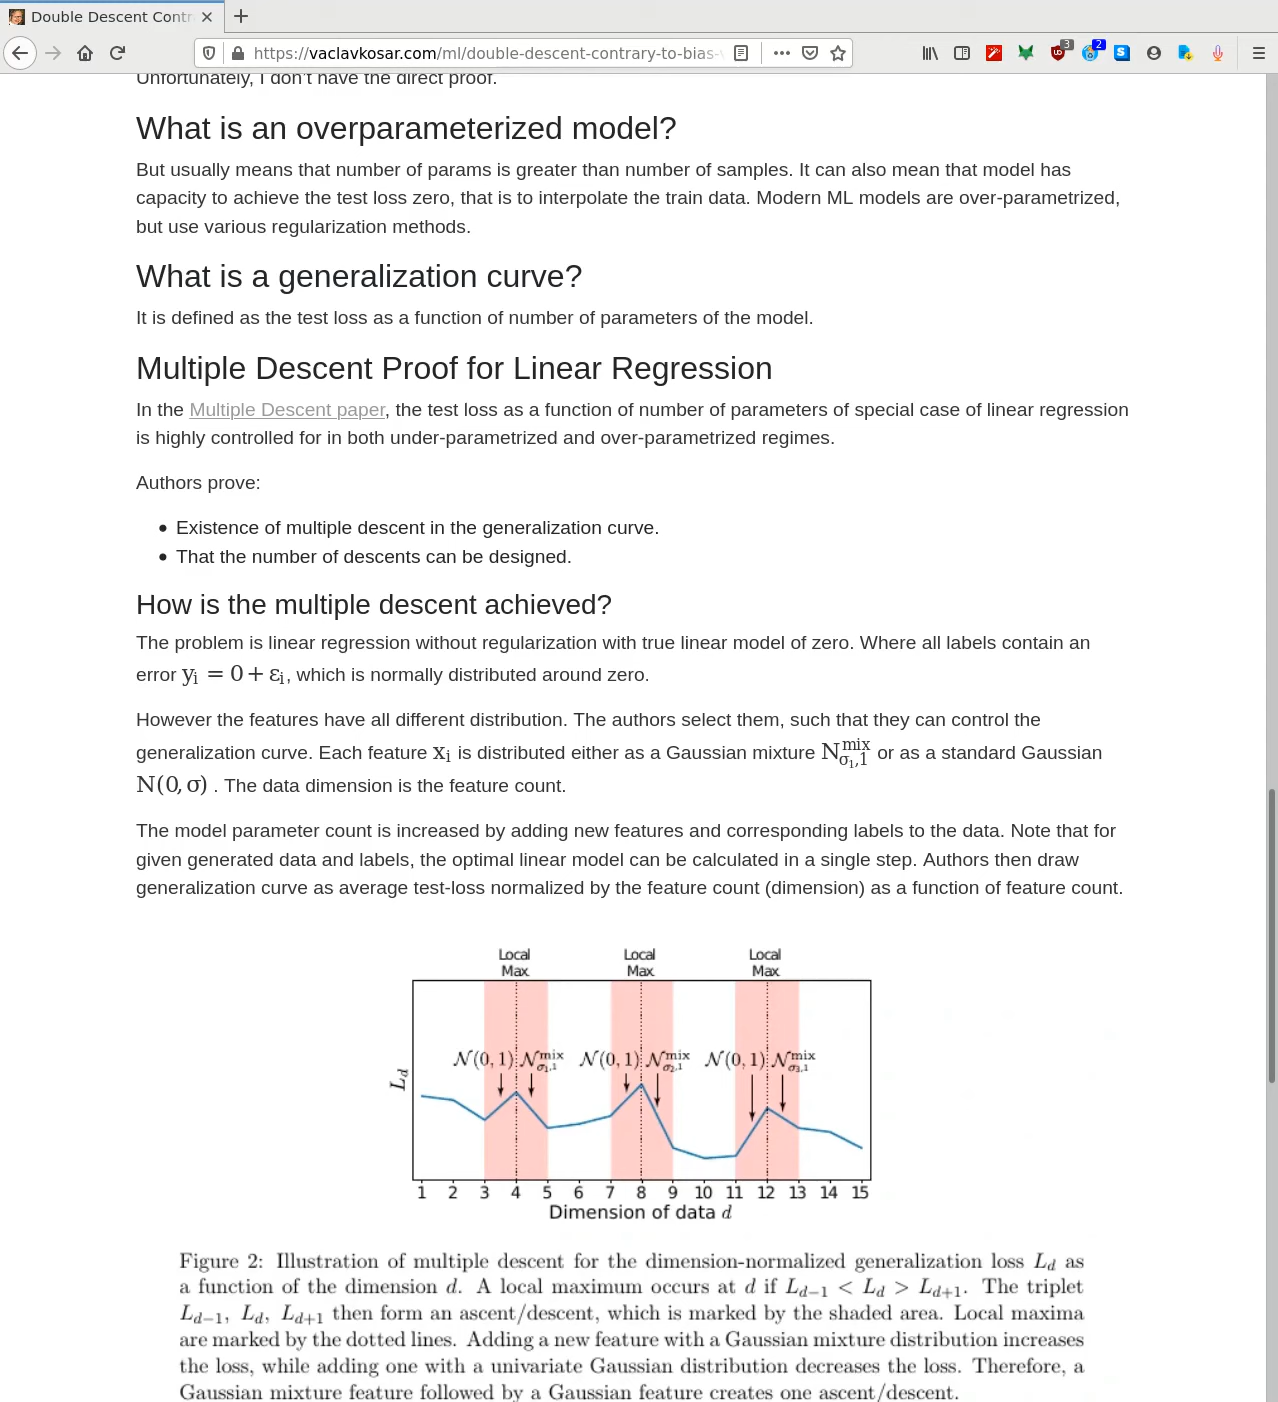 Double Descent Contr
https://vaclavkosar.com/ml/double-descent-contrary-to-bias-
3
2
Unfortunately, I don't have the direct proof.
What is an overparameterized model?
But usually means that number of params is greater than number of samples. It can also mean that model has
capacity to achieve the test loss zero, that is to interpolate the train data. Modern ML models are over-parametrized,
but use various regularization methods.
What is a generalization curve?
It is defined as the test loss as a function of number of parameters of the model.
Multiple Descent Proof for Linear Regression
In the Multiple Descent paper, the test loss as a function of number of parameters of special case of linear regression
is highly controlled for in both under-parametrized and over-parametrized regimes.
Authors prove:
• Existence of multiple descent in the generalization curve.
• That the number of descents can be designed.
How is the multiple descent achieved?
The problem is linear regression without regularization with true linear model of zero. Where all labels contain an
error yᵢ = 0 + εᵢ, which is normally distributed around zero.
However the features have all different distribution. The authors select them, such that they can control the
generalization curve. Each feature xᵢ is distributed either as a Gaussian mixture N^mix_σ₁,1 or as a standard Gaussian
N(0, σ) . The data dimension is the feature count.
The model parameter count is increased by adding new features and corresponding labels to the data. Note that for
given generated data and labels, the optimal linear model can be calculated in a single step. Authors then draw
generalization curve as average test-loss normalized by the feature count (dimension) as a function of feature count.
Local Local Local
Max Max Max
N(0, 1) N^mix_σ₁,1 N(0, 1) N^mix_σ₂,1 N(0, 1) N^mix_σ₃,1
L_d
1 2 3 4 5 6 7 8 9 10 11 12 13 14 15
Dimension of data d
Figure 2: Illustration of multiple descent for the dimension-normalized generalization loss L_d as
a function of the dimension d. A local maximum occurs at d if L_d−1 < L_d > L_d+1. The triplet
L_d−1, L_d, L_d+1 then form an ascent/descent, which is marked by the shaded area. Local maxima
are marked by the dotted lines. Adding a new feature with a Gaussian mixture distribution increases
the loss, while adding one with a univariate Gaussian distribution decreases the loss. Therefore, a
Gaussian mixture feature followed by a Gaussian feature creates one ascent/descent.